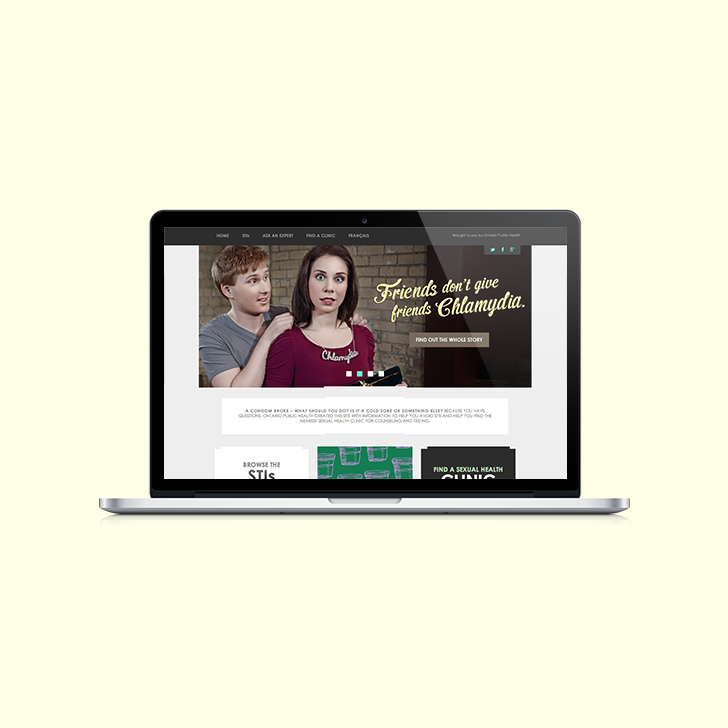 HOME STIs ASK AN EXPERT FIND A CLINIC FRANÇAIS Brought to you by Ontario Public Health
Friends don't give
friends Chlamydia.
Chlamydia
FIND OUT THE WHOLE STORY
A CONDOM BROKE – WHAT SHOULD YOU DO? IS IT A COLD SORE OR SOMETHING ELSE? BECAUSE YOU HAVE
QUESTIONS, ONTARIO PUBLIC HEALTH CREATED THIS SITE WITH INFORMATION TO HELP YOU AVOID STIS AND HELP YOU FIND THE
NEAREST SEXUAL HEALTH CLINIC FOR COUNSELING AND TESTING.
BROWSE THE
STIs
FIND A SEXUAL HEALTH
CLINIC